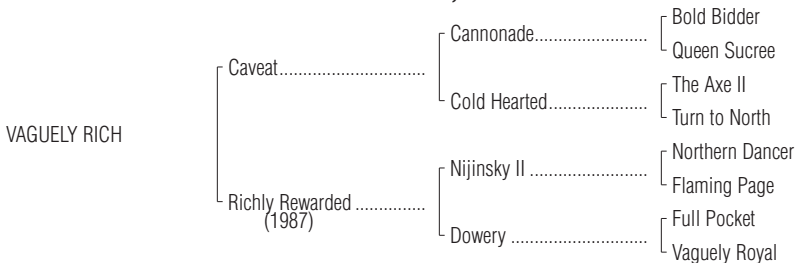 Bold Bidder
Cannonade........................
Queen Sucree
Caveat...............................
The Axe II
Cold Hearted.....................
Turn to North
VAGUELY RICH
Northern Dancer
Nijinsky II .........................
Flaming Page
Richly Rewarded ...............
(1987)
Full Pocket
Dowery .............................
Vaguely Royal